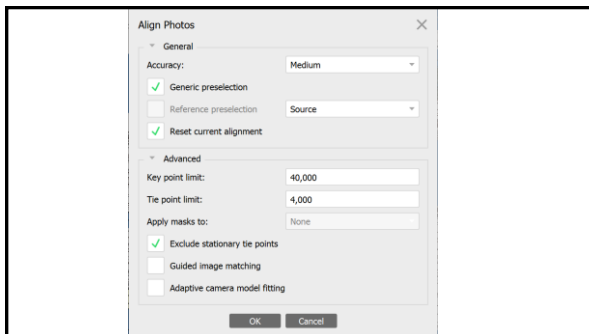 Align Photos
General
Accuracy: Medium
Generic preselection
Reference preselection Source
Reset current alignment
Advanced
Key point limit: 40,000
Tie point limit: 4,000
Apply masks to: None
Exclude stationary tie points
Guided image matching
Adaptive camera model fitting
OK Cancel